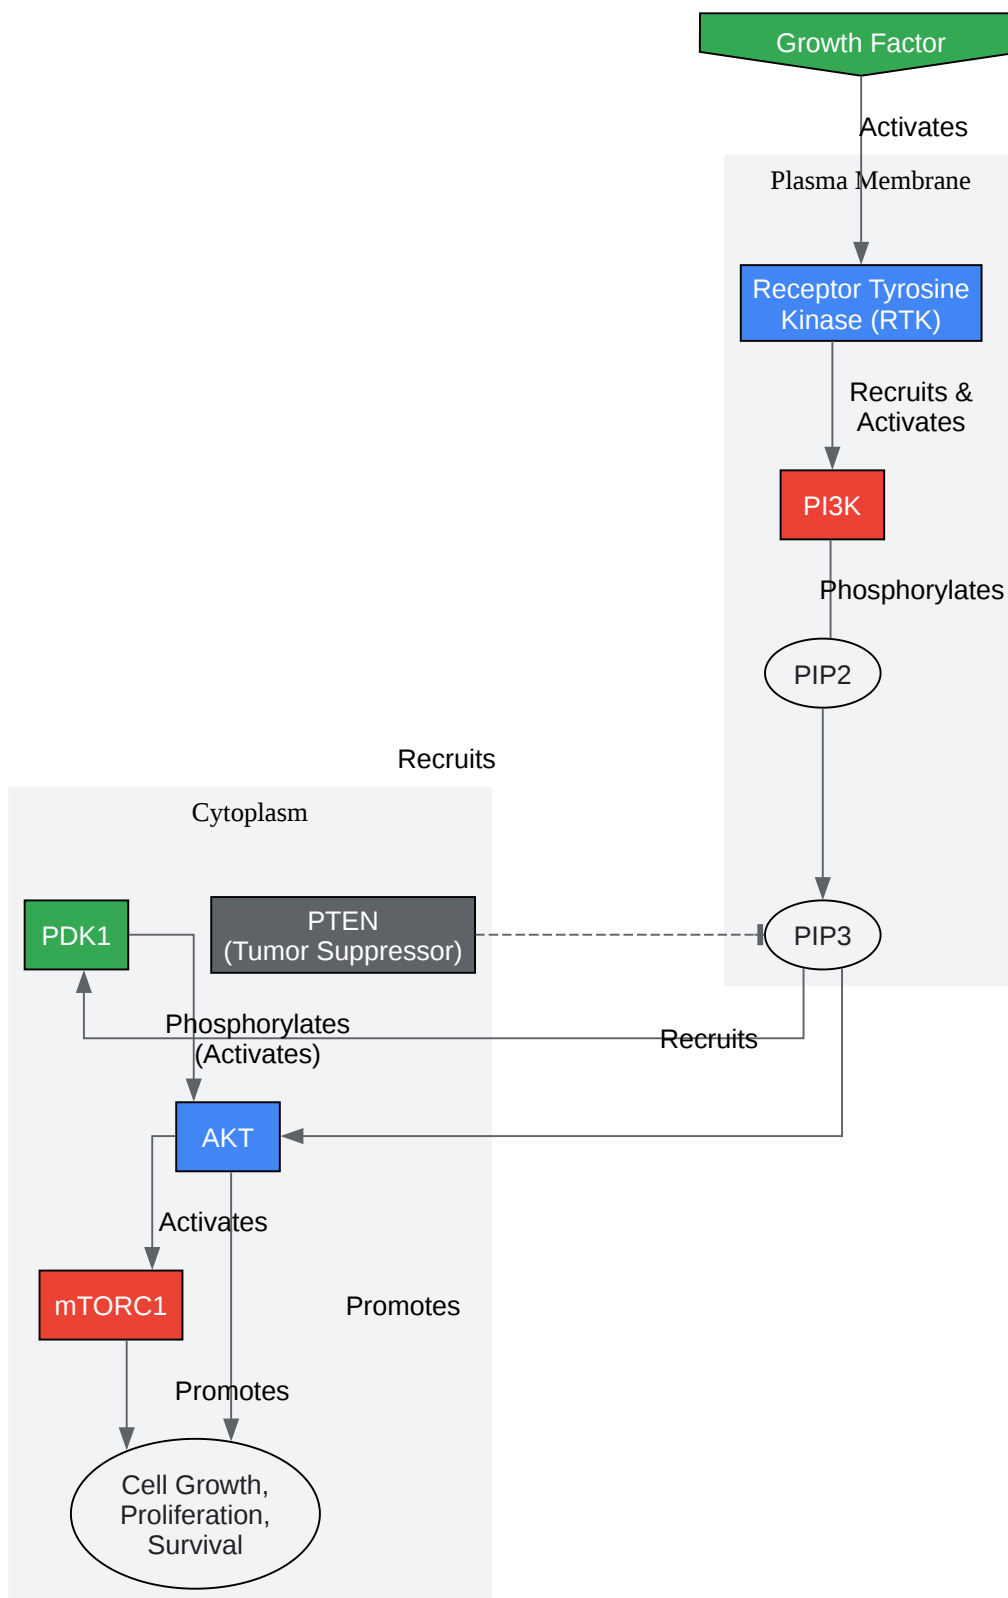 Growth Factor
Activates
Plasma Membrane
Receptor Tyrosine
Kinase (RTK)
Recruits &
Activates
PI3K
Phosphorylates
PIP2
Recruits
Cytoplasm
PDK1
PTEN
(Tumor Suppressor)
PIP3
Phosphorylates
(Activates)
Recruits
AKT
Activates
mTORC1
Promotes
Promotes
Cell Growth,
Proliferation,
Survival